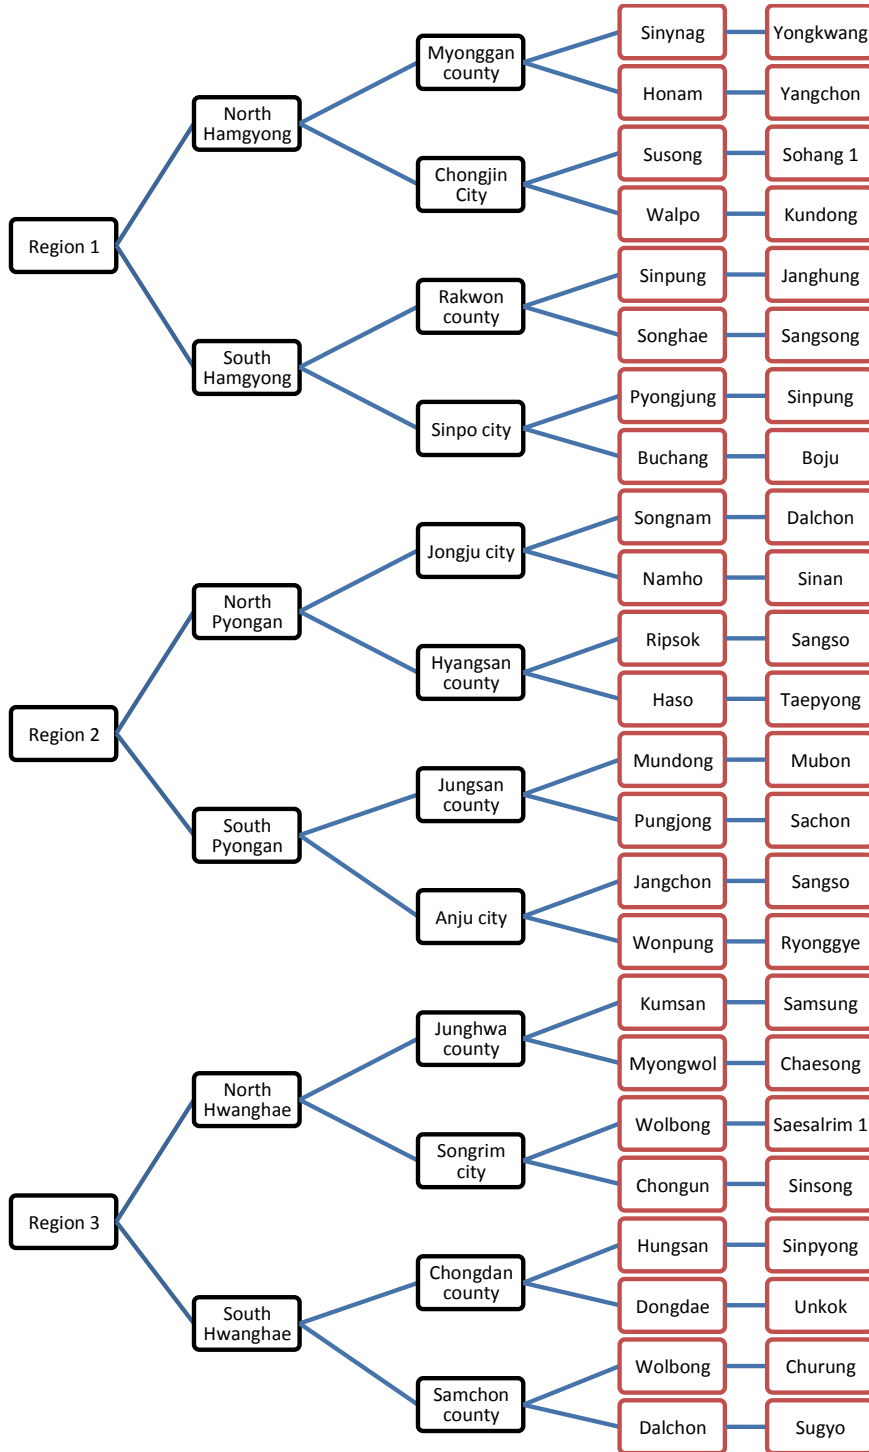 Region 1
North
Hamgyong
Myonggan
county
Sinynag
Yongkwang
Honam
Yangchon
Chongjin
City
Susong
Sohang 1
Walpo
Kundong
South
Hamgyong
Rakwon
county
Sinpung
Janghung
Songhae
Sangsong
Sinpo city
Pyongjung
Sinpung
Buchang
Boju
Region 2
North
Pyongan
Jongju city
Songnam
Dalchon
Namho
Sinan
Hyangsan
county
Ripsok
Sangso
Haso
Taepyong
South
Pyongan
Jungsan
county
Mundong
Mubon
Pungjong
Sachon
Anju city
Jangchon
Sangso
Wonpung
Ryonggye
Region 3
North
Hwanghae
Junghwa
county
Kumsan
Samsung
Myongwol
Chaesong
Songrim
city
Wolbong
Saesalrim 1
Chongun
Sinsong
South
Hwanghae
Chongdan
county
Hungsan
Sinpyong
Dongdae
Unkok
Samchon
county
Wolbong
Churung
Dalchon
Sugyo